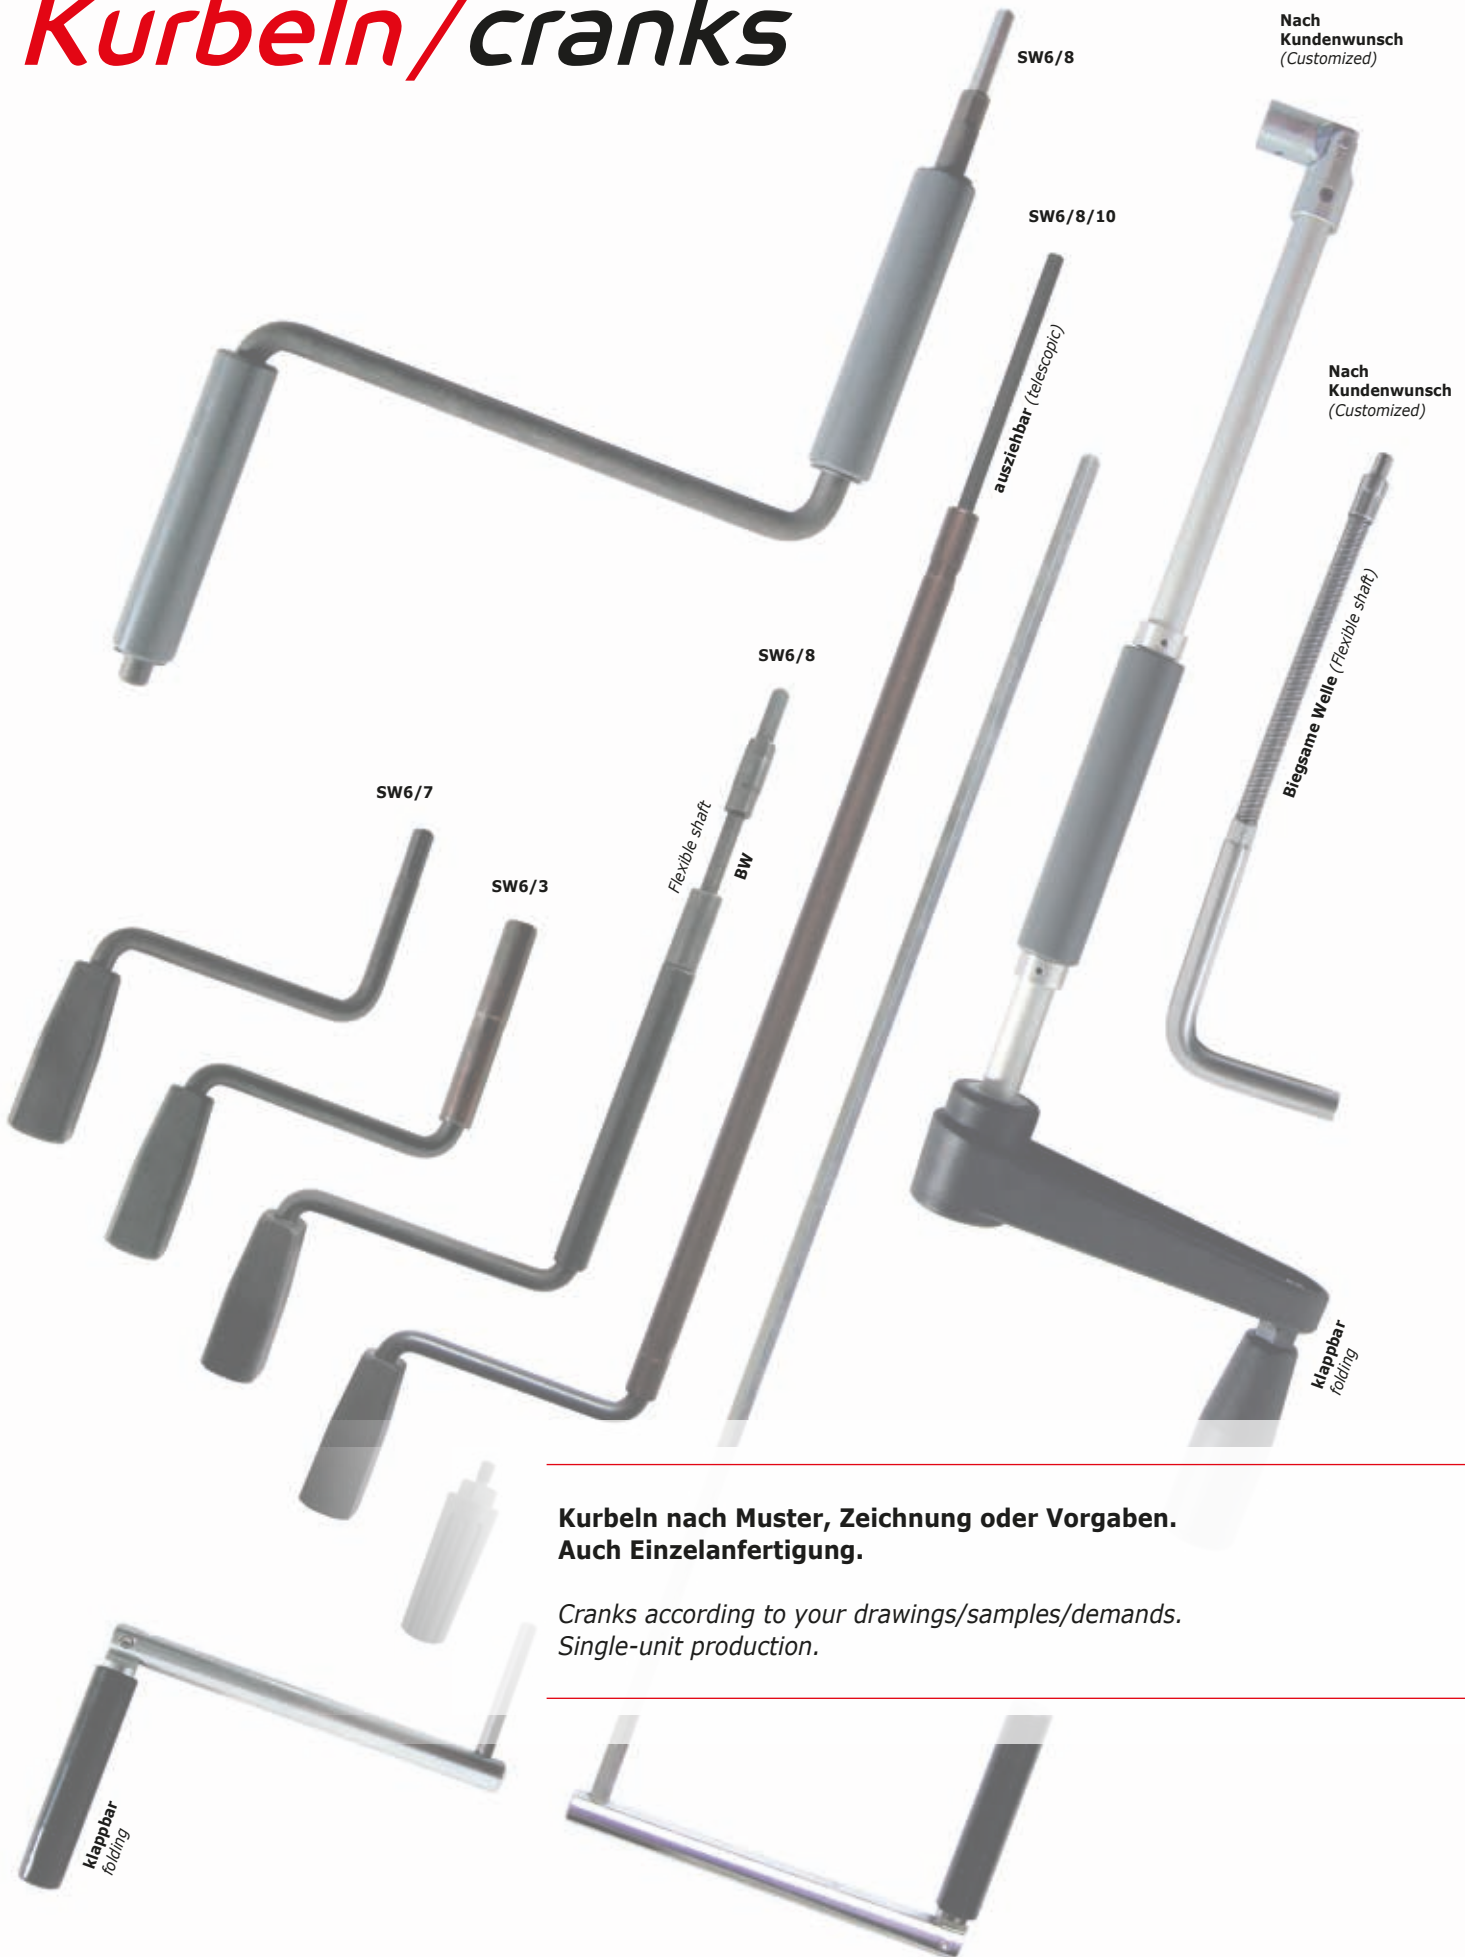 Kurbeln/cranks
SW6/8
Nach
Kundenwunsch
(Customized)
SW6/8/10
ausziehbar (telescopic)
Nach
Kundenwunsch
(Customized)
Biegsame Welle (Flexible shaft)
SW6/8
Flexible shaft
BW
SW6/7
SW6/3
klappbar
folding
Kurbeln nach Muster, Zeichnung oder Vorgaben.
Auch Einzelanfertigung.
Cranks according to your drawings/samples/demands.
Single-unit production.
klappbar
folding